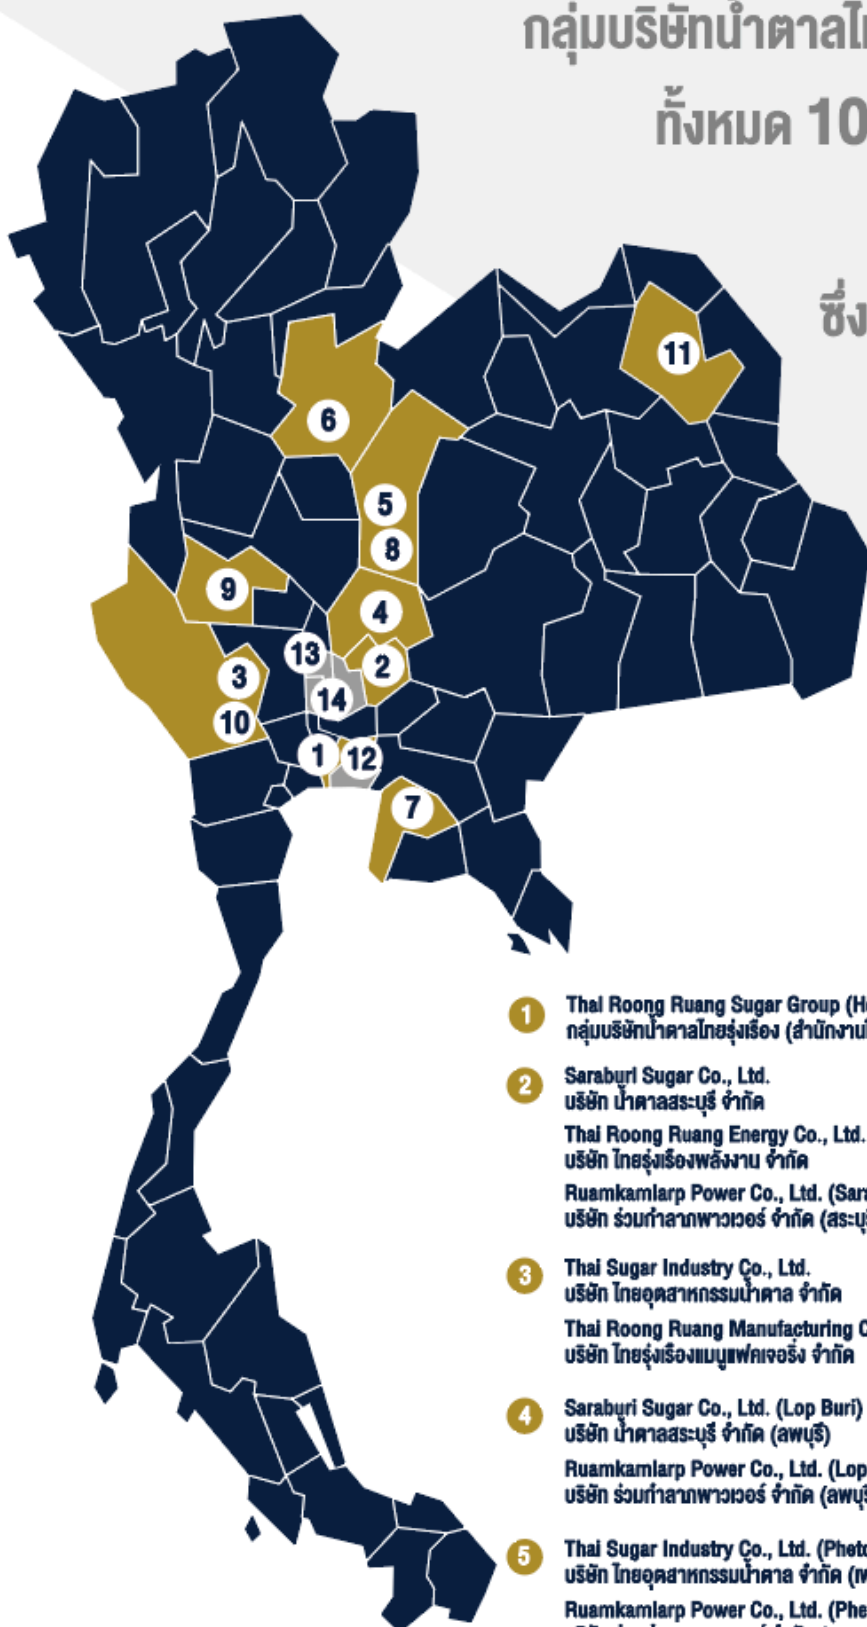 กลุ่มบริษัทน้ำตาลไ
ทั้งหมด 10
ซึ่ง
11
6
5
8
9
4
13
2
3
14
10
1
12
7
1 Thai Roong Ruang Sugar Group (H
กลุ่มบริษัทน้ำตาลไทยรุ่งเรือง (สำนักงาน
2 Saraburi Sugar Co., Ltd.
บริษัท น้ำตาลสระบุรี จำกัด
Thai Roong Ruang Energy Co., Ltd.
บริษัท ไทยรุ่งเรืองพลังงาน จำกัด
Ruamkamlarp Power Co., Ltd. (Sara
บริษัท ร่วมกำลาภพาวเวอร์ จำกัด (สระบุ
3 Thai Sugar Industry Co., Ltd.
บริษัท ไทยอุตสาหกรรมน้ำตาล จำกัด
Thai Roong Ruang Manufacturing C
บริษัท ไทยรุ่งเรืองแมนูแฟคเจอริ่ง จำกัด
4 Saraburi Sugar Co., Ltd. (Lop Buri)
บริษัท น้ำตาลสระบุรี จำกัด (ลพบุรี)
Ruamkamlarp Power Co., Ltd. (Lop
บริษัท ร่วมกำลาภพาวเวอร์ จำกัด (ลพบุรี
5 Thai Sugar Industry Co., Ltd. (Phet
บริษัท ไทยอุตสาหกรรมน้ำตาล จำกัด (เพ
Ruamkamlarp Power Co., Ltd. (Phe